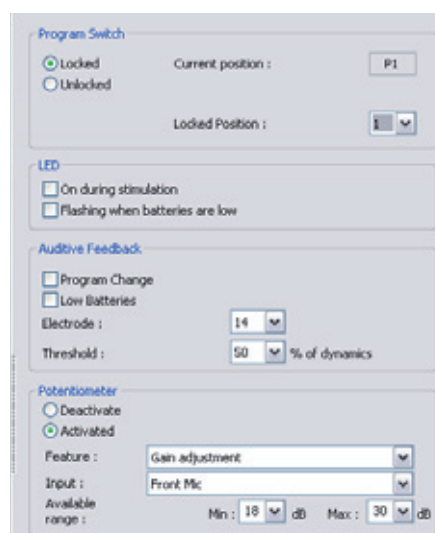 Program Switch
Locked Current position : P1
Unlocked
Locked Position : 1
LED
On during stimulation
Flashing when batteries are low
Auditive Feedback
Program Change
Low Batteries
Electrode : 14
Threshold : 50 % of dynamics
Potentiometer
Deactivate
Activated
Feature : Gain adjustment
Input : Front Mic
Available
range : Min : 18 dB Max : 30 dB